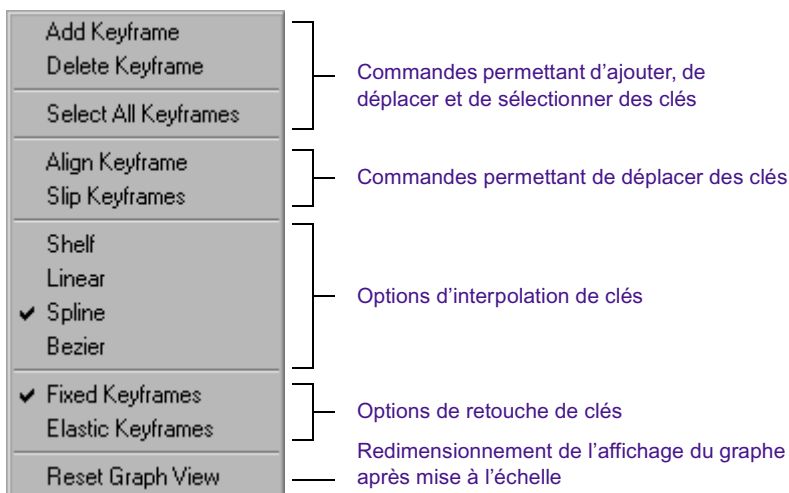 Add Keyframe
Delete Keyframe
Select All Keyframes
Commandes permettant d’ajouter, de
déplacer et de sélectionner des clés
Align Keyframe
Slip Keyframes
Commandes permettant de déplacer des clés
Shelf
Linear
Spline
Bezier
Options d’interpolation de clés
Fixed Keyframes
Elastic Keyframes
Options de retouche de clés
Reset Graph View
Redimensionnement de l’affichage du graphe
après mise à l’échelle